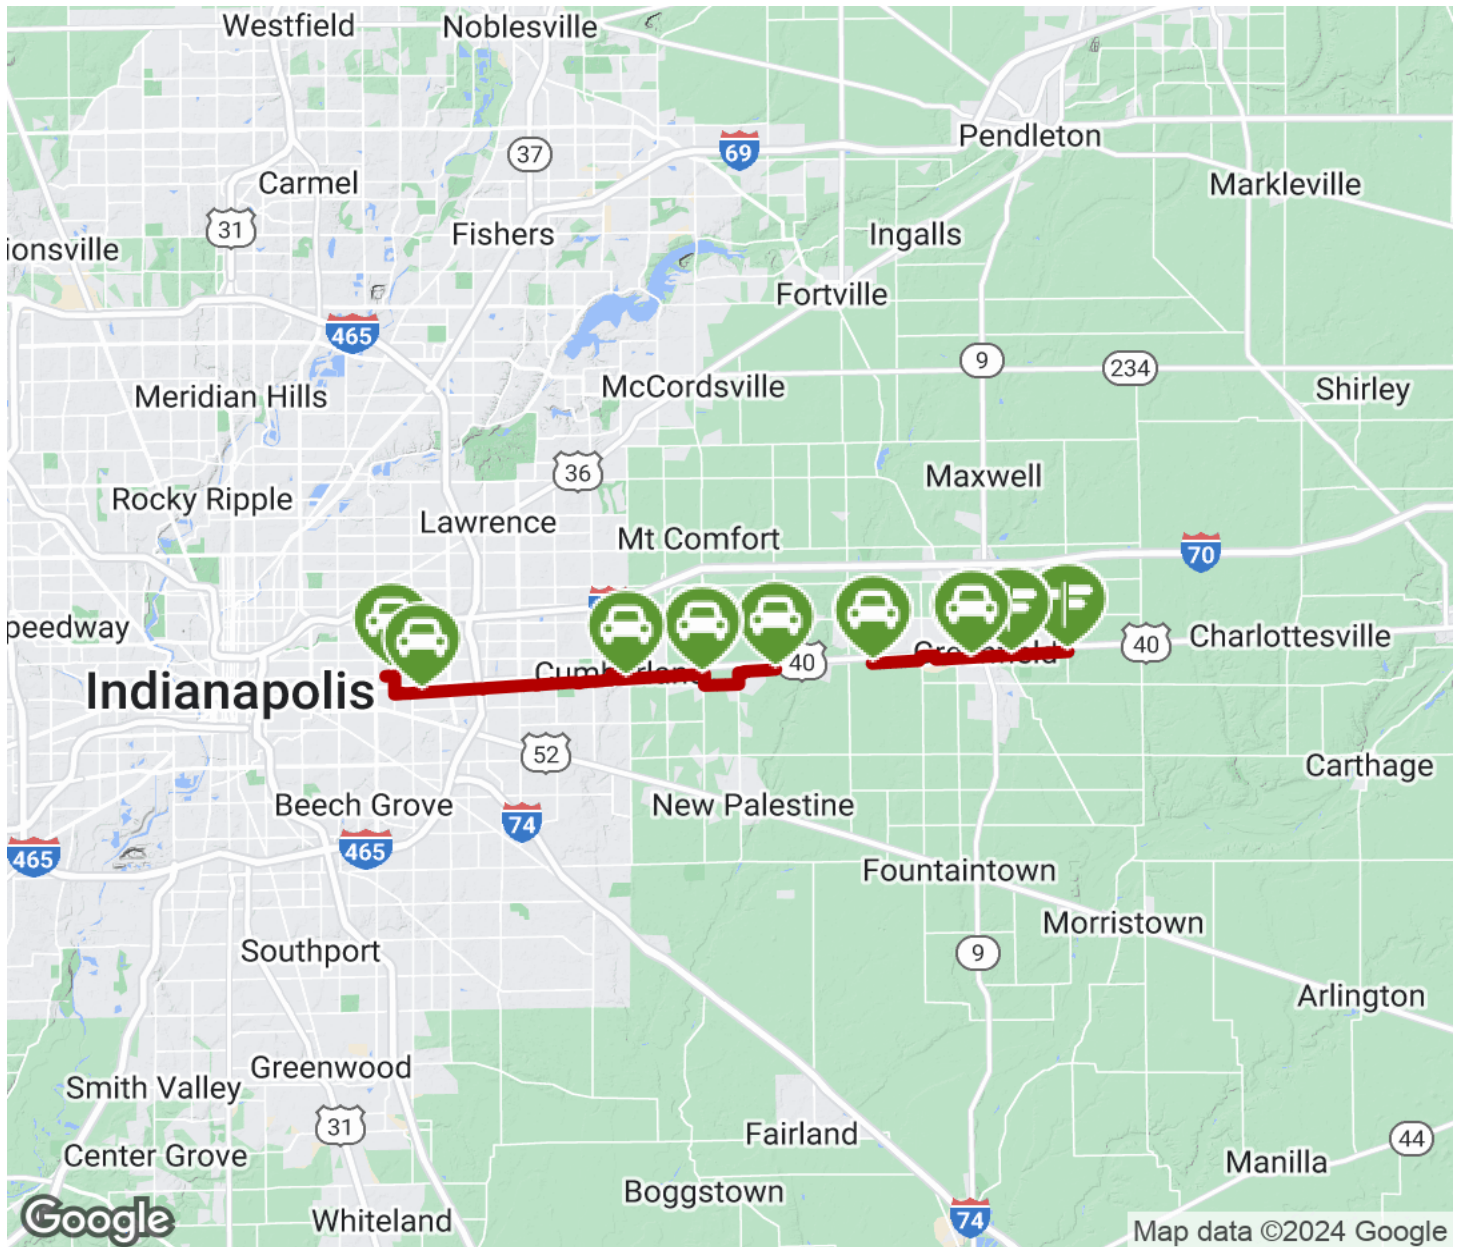 Westfield
Noblesville
37
69
Pendleton
Carmel
Markleville
31
ionsville
Fishers
Ingalls
Fortville
465
9
234
Meridian Hills
McCordsville
Shirley
36
Maxwell
Rocky Ripple
Lawrence
Mt Comfort
70
peedway
40
Charlottesville
40
Indianapolis
52
Carthage
Beech Grove
New Palestine
74
465
465
Fountaintown
Morristown
Southport
9
Arlington
Greenwood
Smith Valley
31
Fairland
44
Center Grove
Manilla
Boggstown
74
Whiteland
Google
Map data ©2024 Google